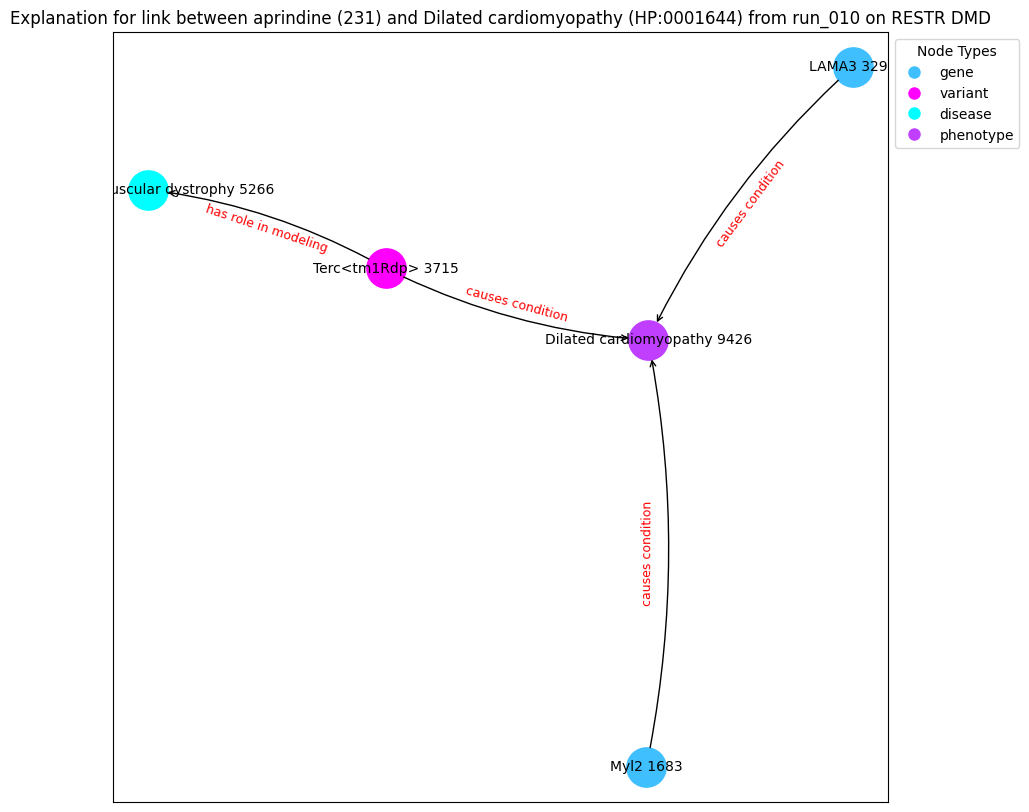 Explanation for link between aprindine (231) and Dilated cardiomyopathy (HP:0001644) from run_010 on RESTR DMD
Node Types
gene
variant
disease
phenotype
LAMA3 329
causes condition
uscular dystrophy 5266
has role in modeling
Terc<tm1Rdp> 3715
causes condition
Dilated cardiomyopathy 9426
causes condition
Myl2 1683